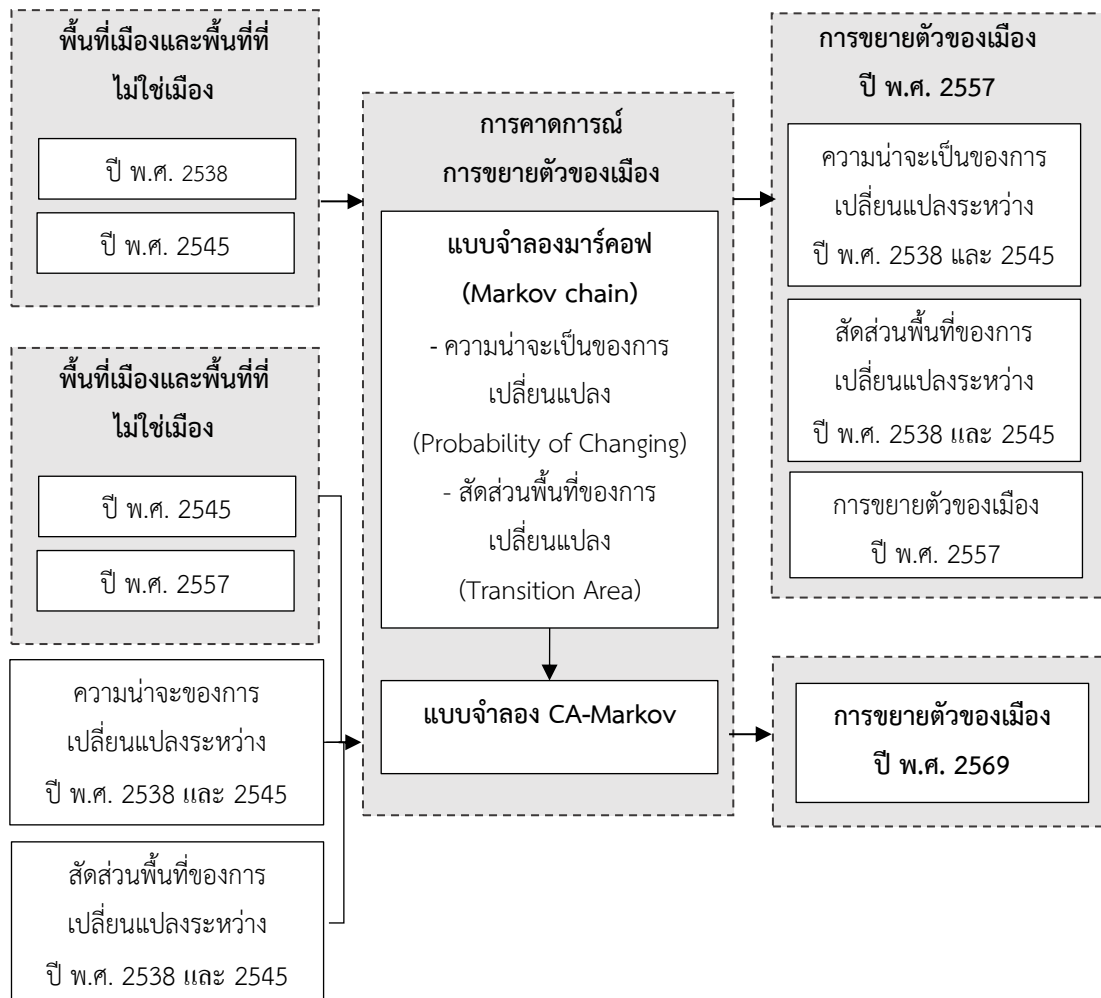 พื้นที่เมืองและพื้นที่ที่
ไม่ใช่เมือง
ปี พ.ศ. 2538
ปี พ.ศ. 2545
พื้นที่เมืองและพื้นที่ที่
ไม่ใช่เมือง
ปี พ.ศ. 2545
ปี พ.ศ. 2557
ความน่าจะของการ
เปลี่ยนแปลงระหว่าง
ปี พ.ศ. 2538 และ 2545
สัดส่วนพื้นที่ของการ
เปลี่ยนแปลงระหว่าง
ปี พ.ศ. 2538 และ 2545
การคาดการณ์
การขยายตัวของเมือง
แบบจำลองมาร์คอฟ
(Markov chain)
- ความน่าจะเป็นของการ
เปลี่ยนแปลง
(Probability of Changing)
- สัดส่วนพื้นที่ของการ
เปลี่ยนแปลง
(Transition Area)
แบบจำลอง CA-Markov
การขยายตัวของเมือง
ปี พ.ศ. 2557
ความน่าจะเป็นของการ
เปลี่ยนแปลงระหว่าง
ปี พ.ศ. 2538 และ 2545
สัดส่วนพื้นที่ของการ
เปลี่ยนแปลงระหว่าง
ปี พ.ศ. 2538 และ 2545
การขยายตัวของเมือง
ปี พ.ศ. 2557
การขยายตัวของเมือง
ปี พ.ศ. 2569